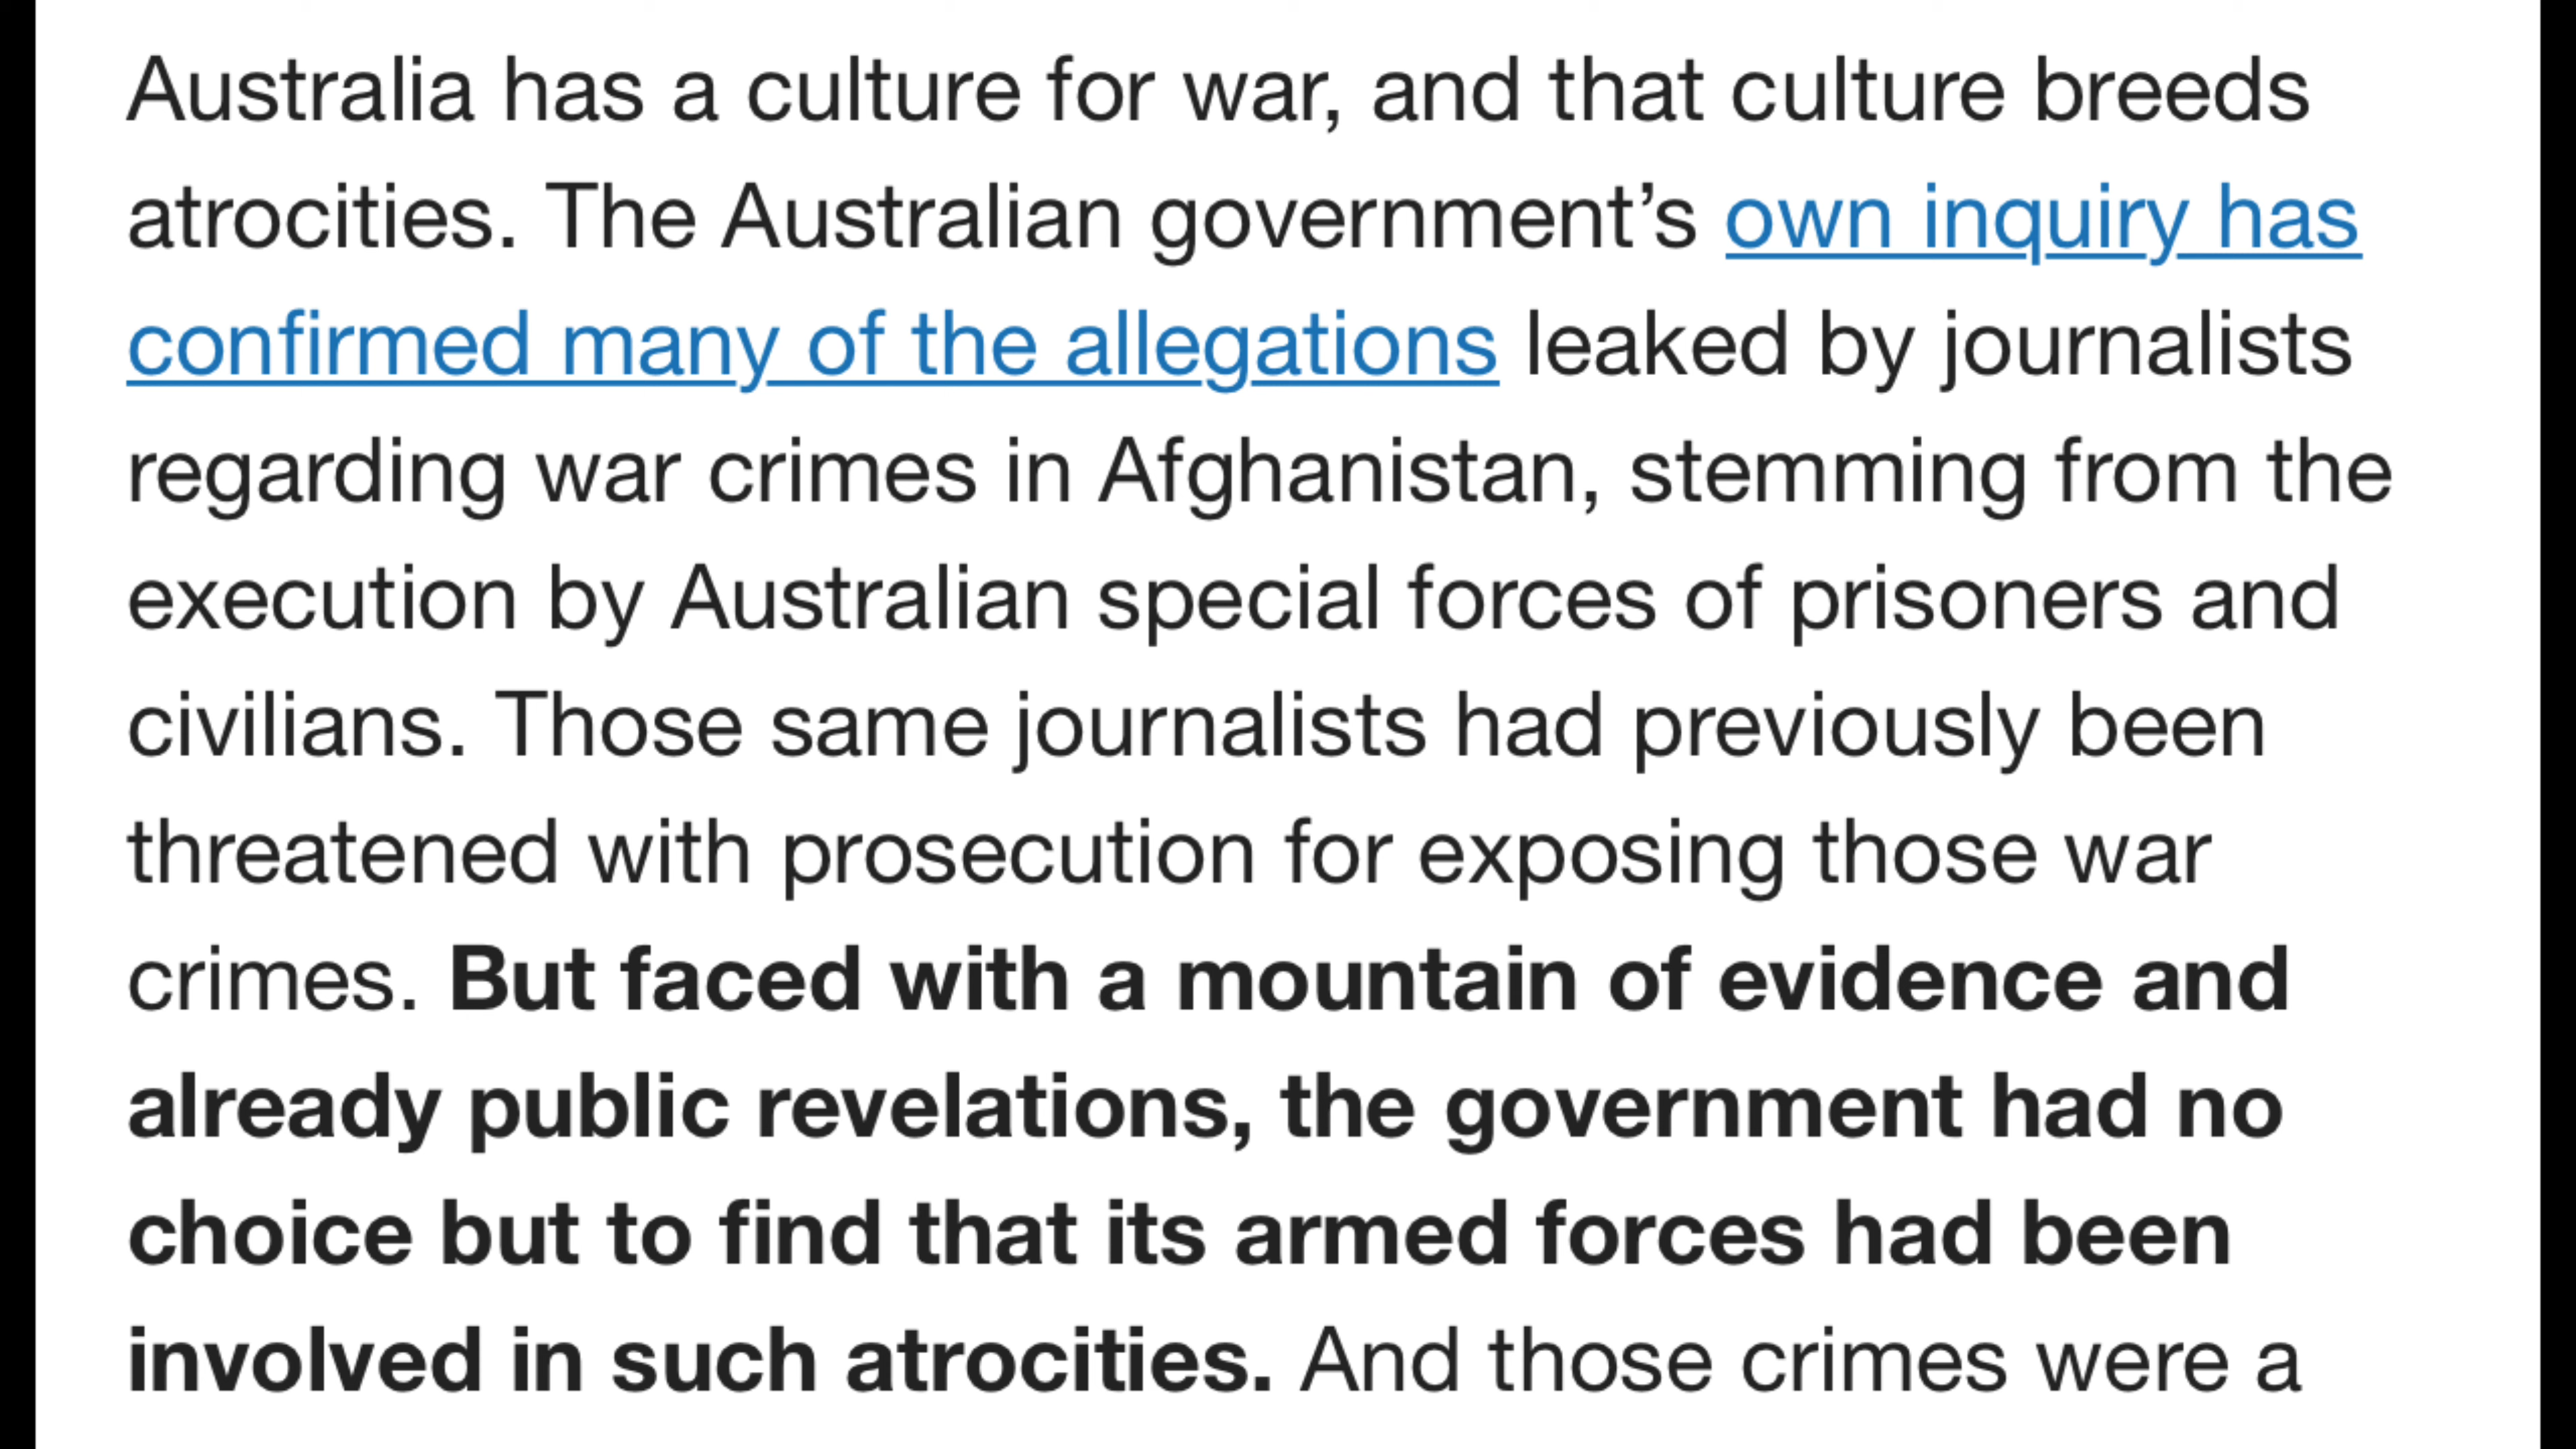 Australia has a culture for war, and that culture breeds
atrocities. The Australian government’s own inquiry has
confirmed many of the allegations leaked by journalists
regarding war crimes in Afghanistan, stemming from the
execution by Australian special forces of prisoners and
civilians. Those same journalists had previously been
threatened with prosecution for exposing those war
crimes. But faced with a mountain of evidence and
already public revelations, the government had no
choice but to find that its armed forces had been
involved in such atrocities. And those crimes were a